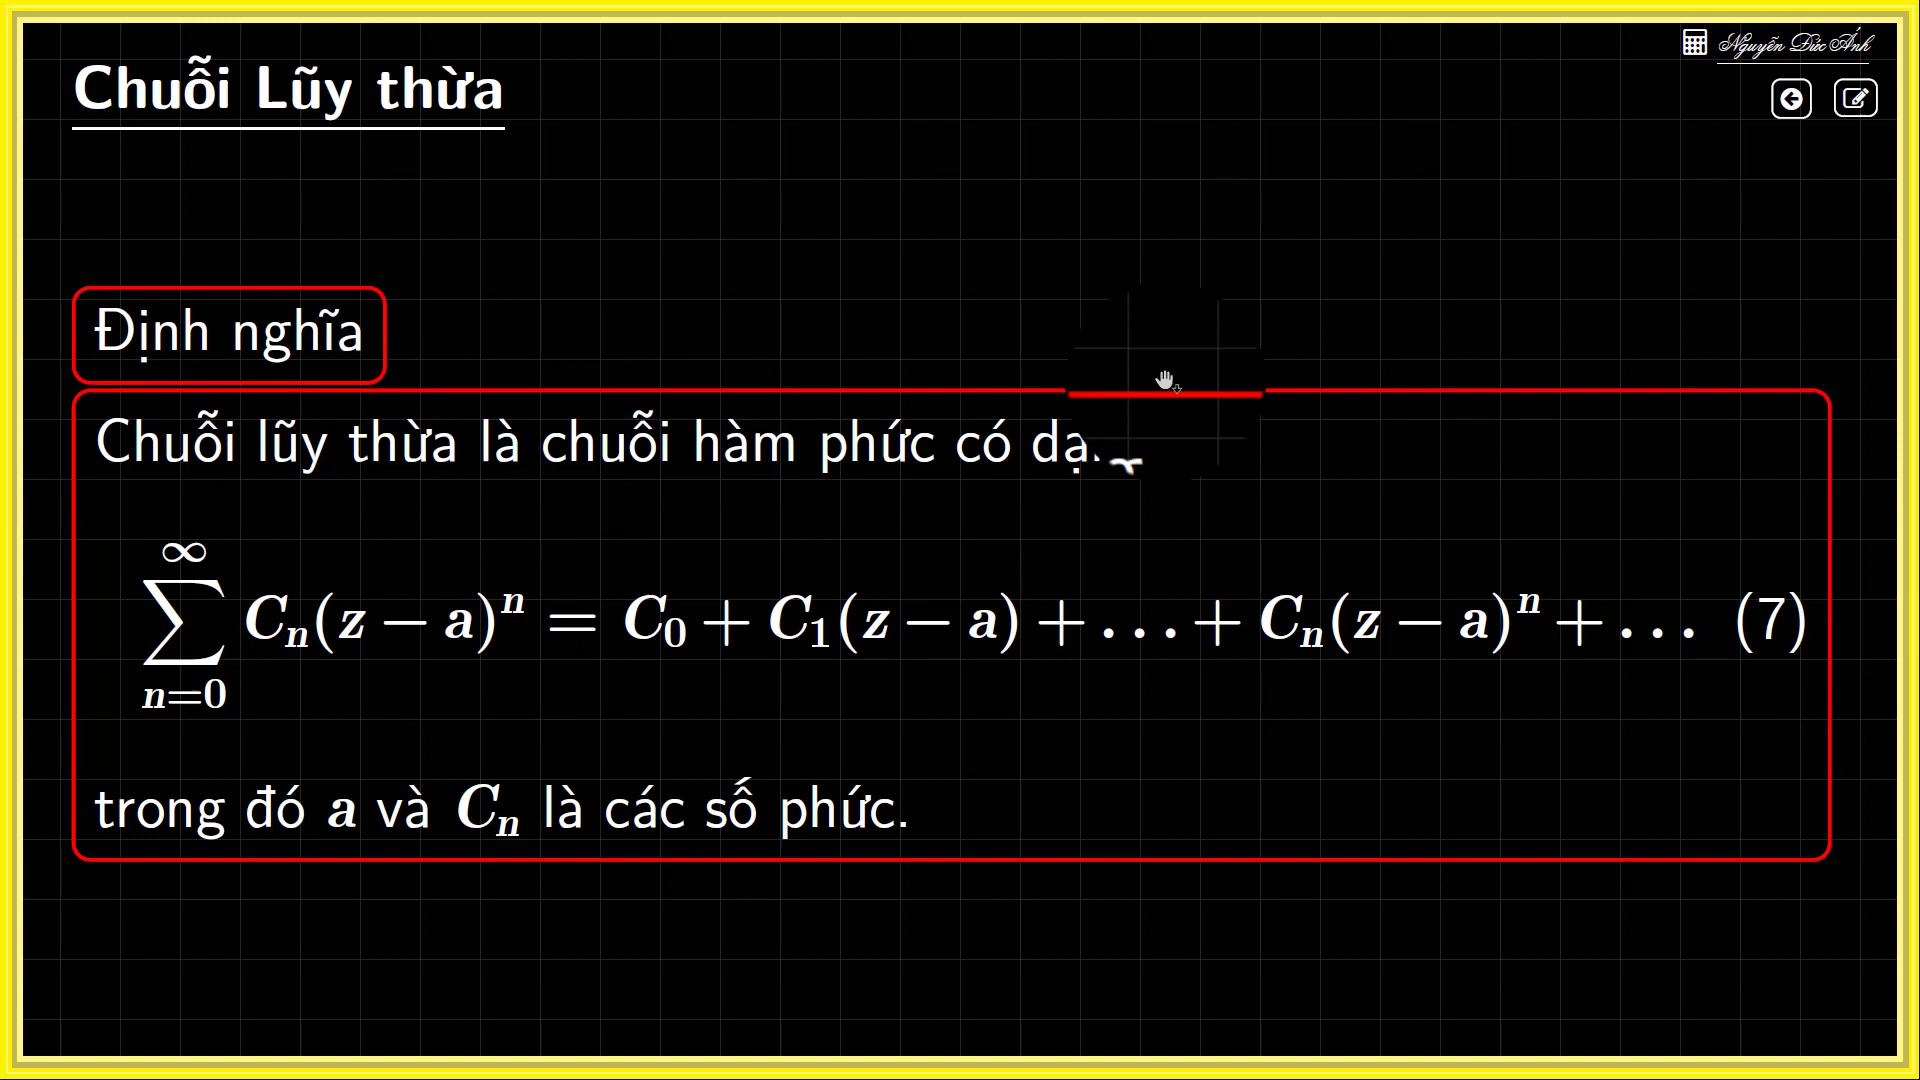 Nguyễn Đức Ánh
Chuỗi Lũy thừa
Định nghĩa
Chuỗi lũy thừa là chuỗi hàm phức có
∑_{n=0}^{∞} C_n(z − a)^n = C_0 + C_1(z − a) + ... + C_n(z − a)^n + ... (7)
trong đó a và C_n là các số phức.